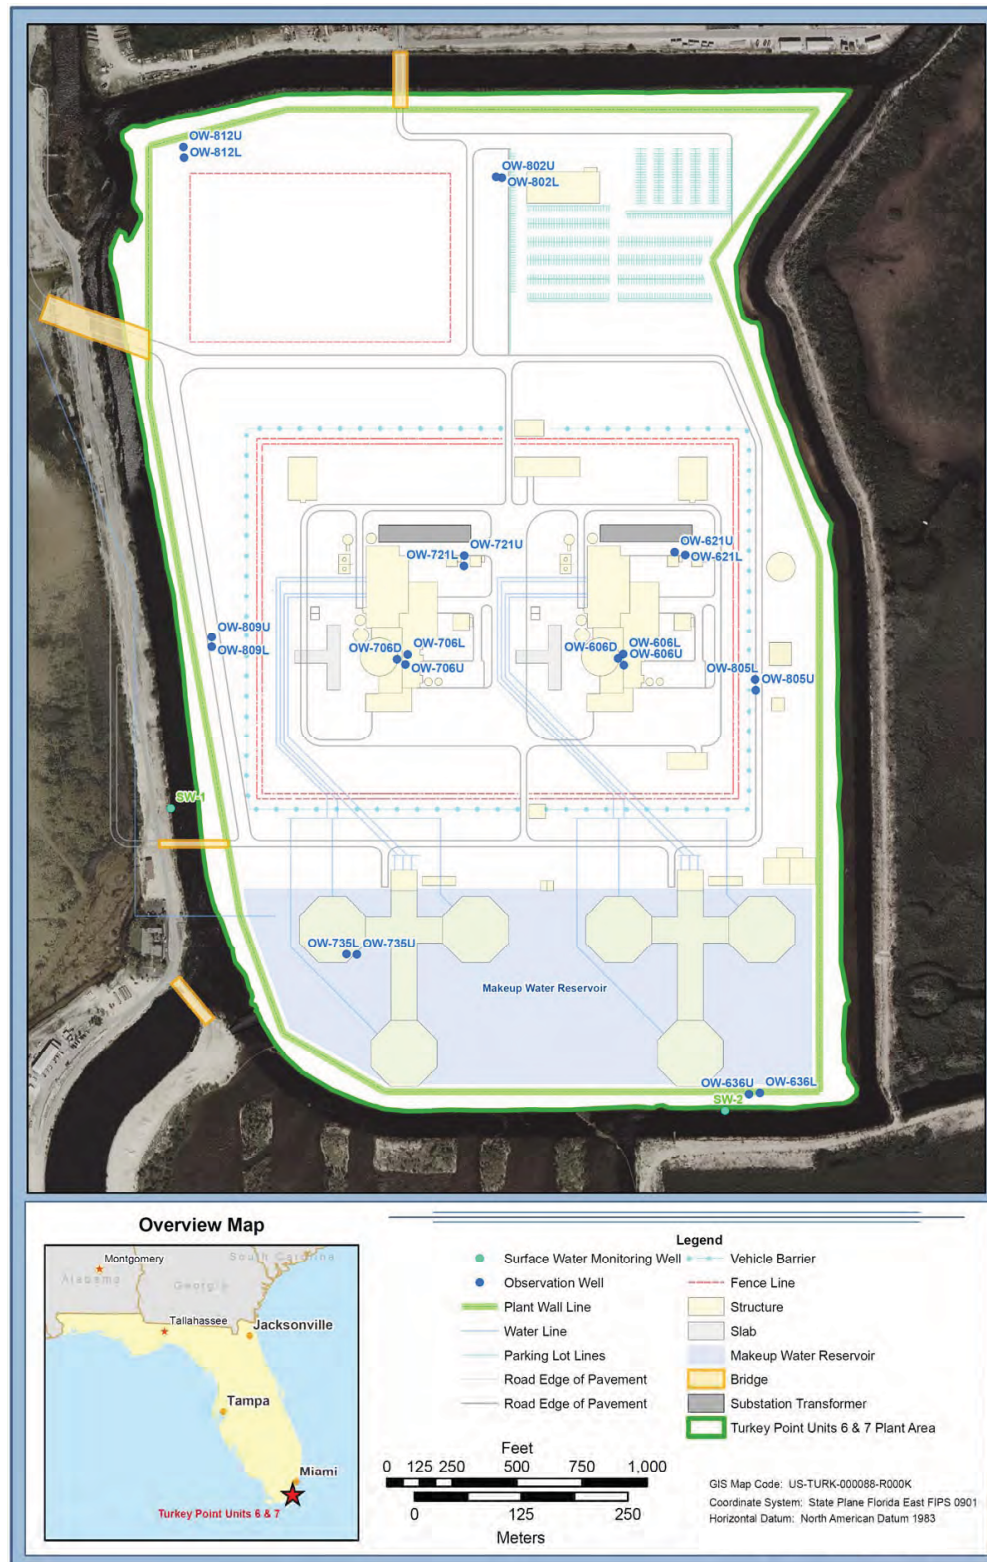 OW-812U
OW-812L
OW-802U
OW-802L
OW-721U
OW-721L
OW-621U
OW-621L
OW-809U
OW-809L
OW-706D
OW-706L
OW-706U
OW-606D
OW-606L
OW-606U
OW-805L
OW-805U
SW-1
OW-735L
OW-735U
Makeup Water Reservoir
OW-636U
OW-636L
SW-2
Overview Map
Montgomery
Alabama
Georgia
South Carolina
Tallahassee
Jacksonville
Tampa
Miami
Turkey Point Units 6 & 7
Legend
Surface Water Monitoring Well
Observation Well
Plant Wall Line
Water Line
Parking Lot Lines
Road Edge of Pavement
Road Edge of Pavement
Vehicle Barrier
Fence Line
Structure
Slab
Makeup Water Reservoir
Bridge
Substation Transformer
Turkey Point Units 6 & 7 Plant Area
Feet
0 125 250 500 750 1,000
0 125 250
Meters
GIS Map Code: US-TURK-000088-R000K
Coordinate System: State Plane Florida East FIPS 0901
Horizontal Datum: North American Datum 1983